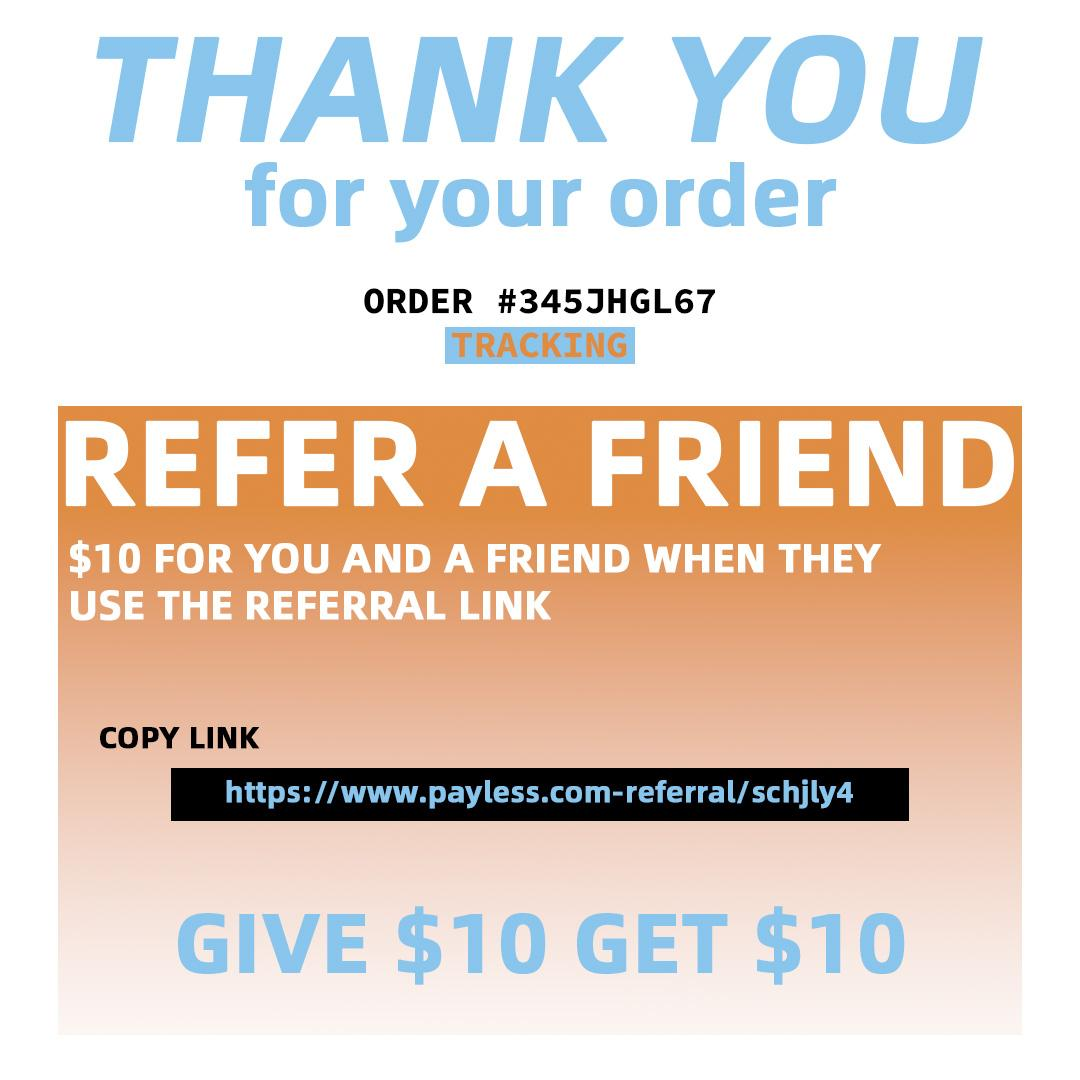 THANK YOU
for your order
ORDER #345JHGL67
TRACKING
REFER A FRIEND
$10 FOR YOU AND A FRIEND WHEN THEY
USE THE REFERRAL LINK
COPY LINK
https://www.payless.com-referral/schjly4
GIVE $10 GET $10